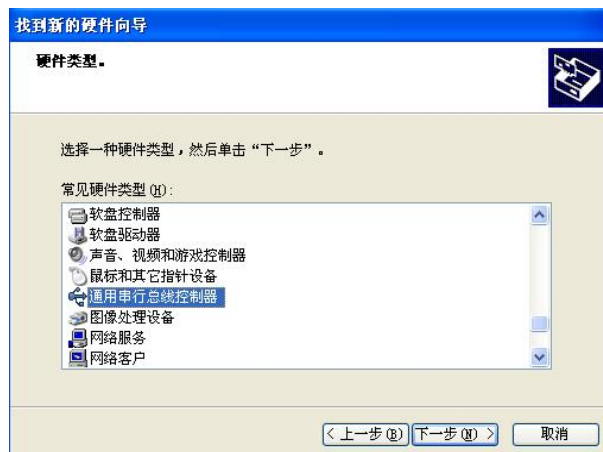 找到新的硬件向导
硬件类型。
选择一种硬件类型，然后单击“下一步”。
常见硬件类型(H):
软盘控制器
软盘驱动器
声音、视频和游戏控制器
鼠标和其它指针设备
通用串行总线控制器
图像处理设备
网络服务
网络客户
< 上一步(B) 下一步(N) > 取消